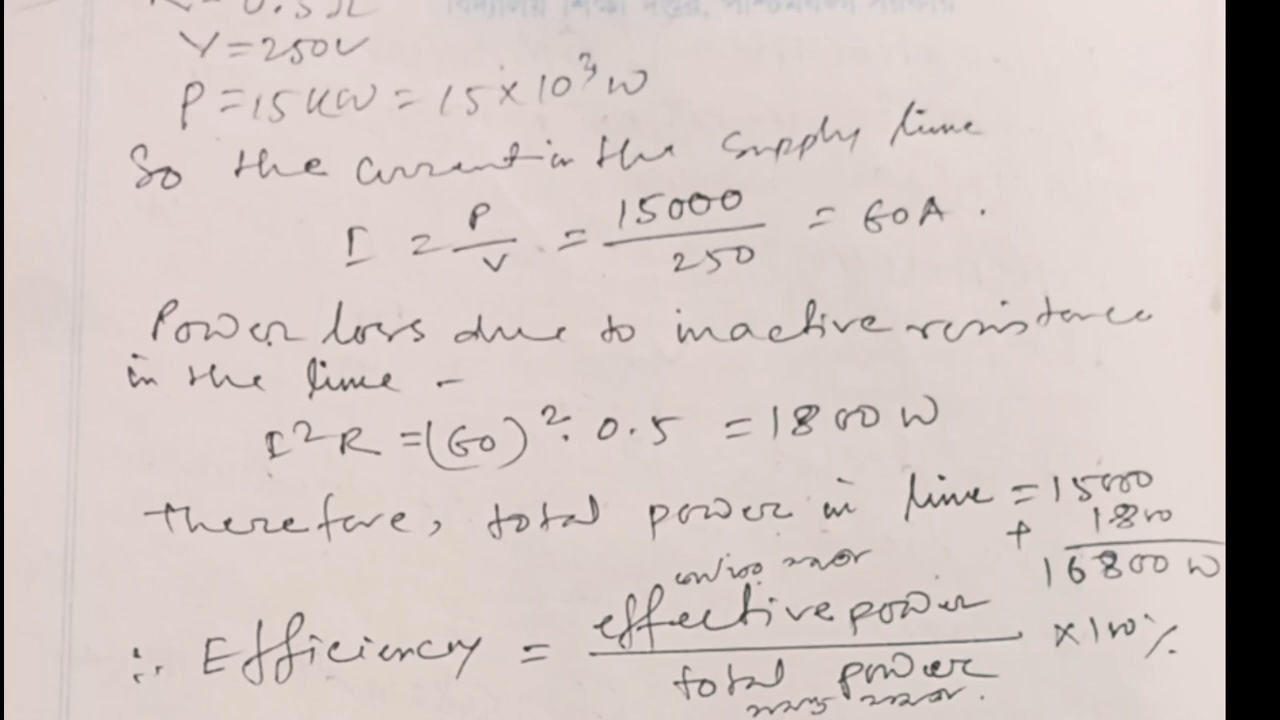 R = 0.5Ω
V = 250V
P = 15 KW = 15 × 10³ W
So the current in the supply line
I = P/V = 15000/250 = 60A.
Power loss due to inactive resistance
in the line -
I²R = (60)². 0.5 = 1800 W
Therefore, total power in line = 15000
+ 1800
16800 W
∴ Efficiency = effective power / total power × 100%